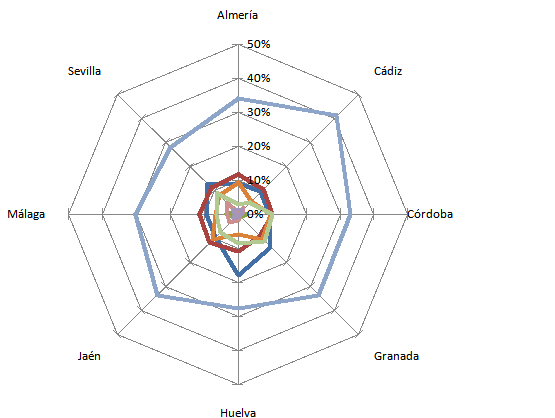 Almería
50%
Sevilla
Cádiz
40%
30%
20%
10%
Málaga
0%
Córdoba
Jaén
Granada
Huelva